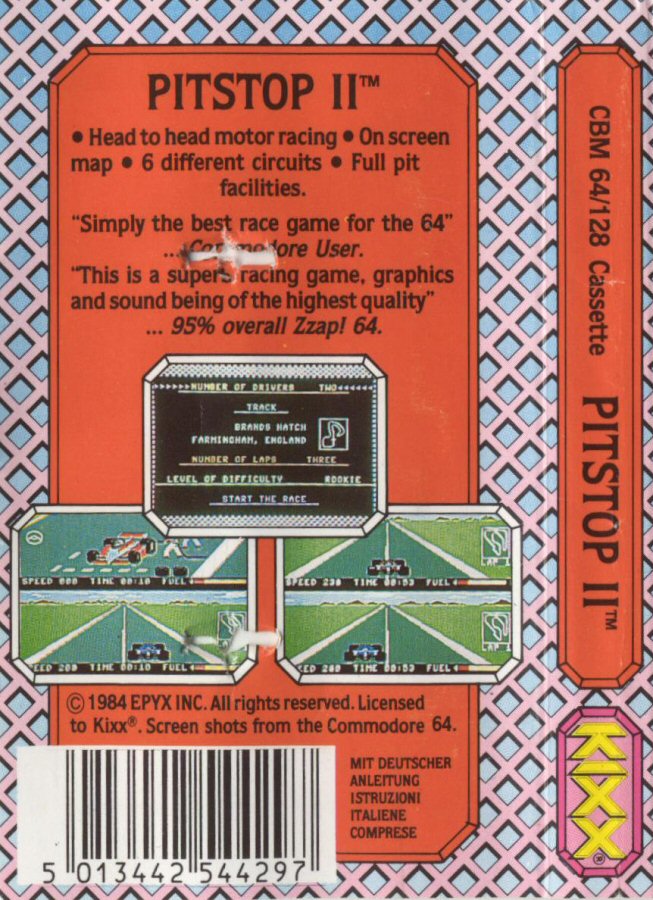 PITSTOP II™
• Head to head motor racing • On screen
map • 6 different circuits • Full pit
facilities.
“Simply the best race game for the 64”
... Commodore User.
“This is a superb racing game, graphics
and sound being of the highest quality”
... 95% overall Zzap! 64.
NUMBER OF DRIVERS TWO
TRACK
BRANDS HATCH
FARMINGHAM, ENGLAND
NUMBER OF LAPS THREE
LEVEL OF DIFFICULTY ROOKIE
START THE RACE
SPEED 000 TIME 00:10 FUEL
TIME 00:10 FUEL
LAP 1
SPEED 230 TIME 00:53 FUEL
LAP 1
TIME 00:53 FUEL
© 1984 EPYX INC. All rights reserved. Licensed
to Kixx®. Screen shots from the Commodore 64.
MIT DEUTSCHER
ANLEITUNG
ISTRUZIONI
ITALIENE
COMPRESE
5 013442 544297
CBM 64/128 Cassette
PITSTOP II™
KIXX®